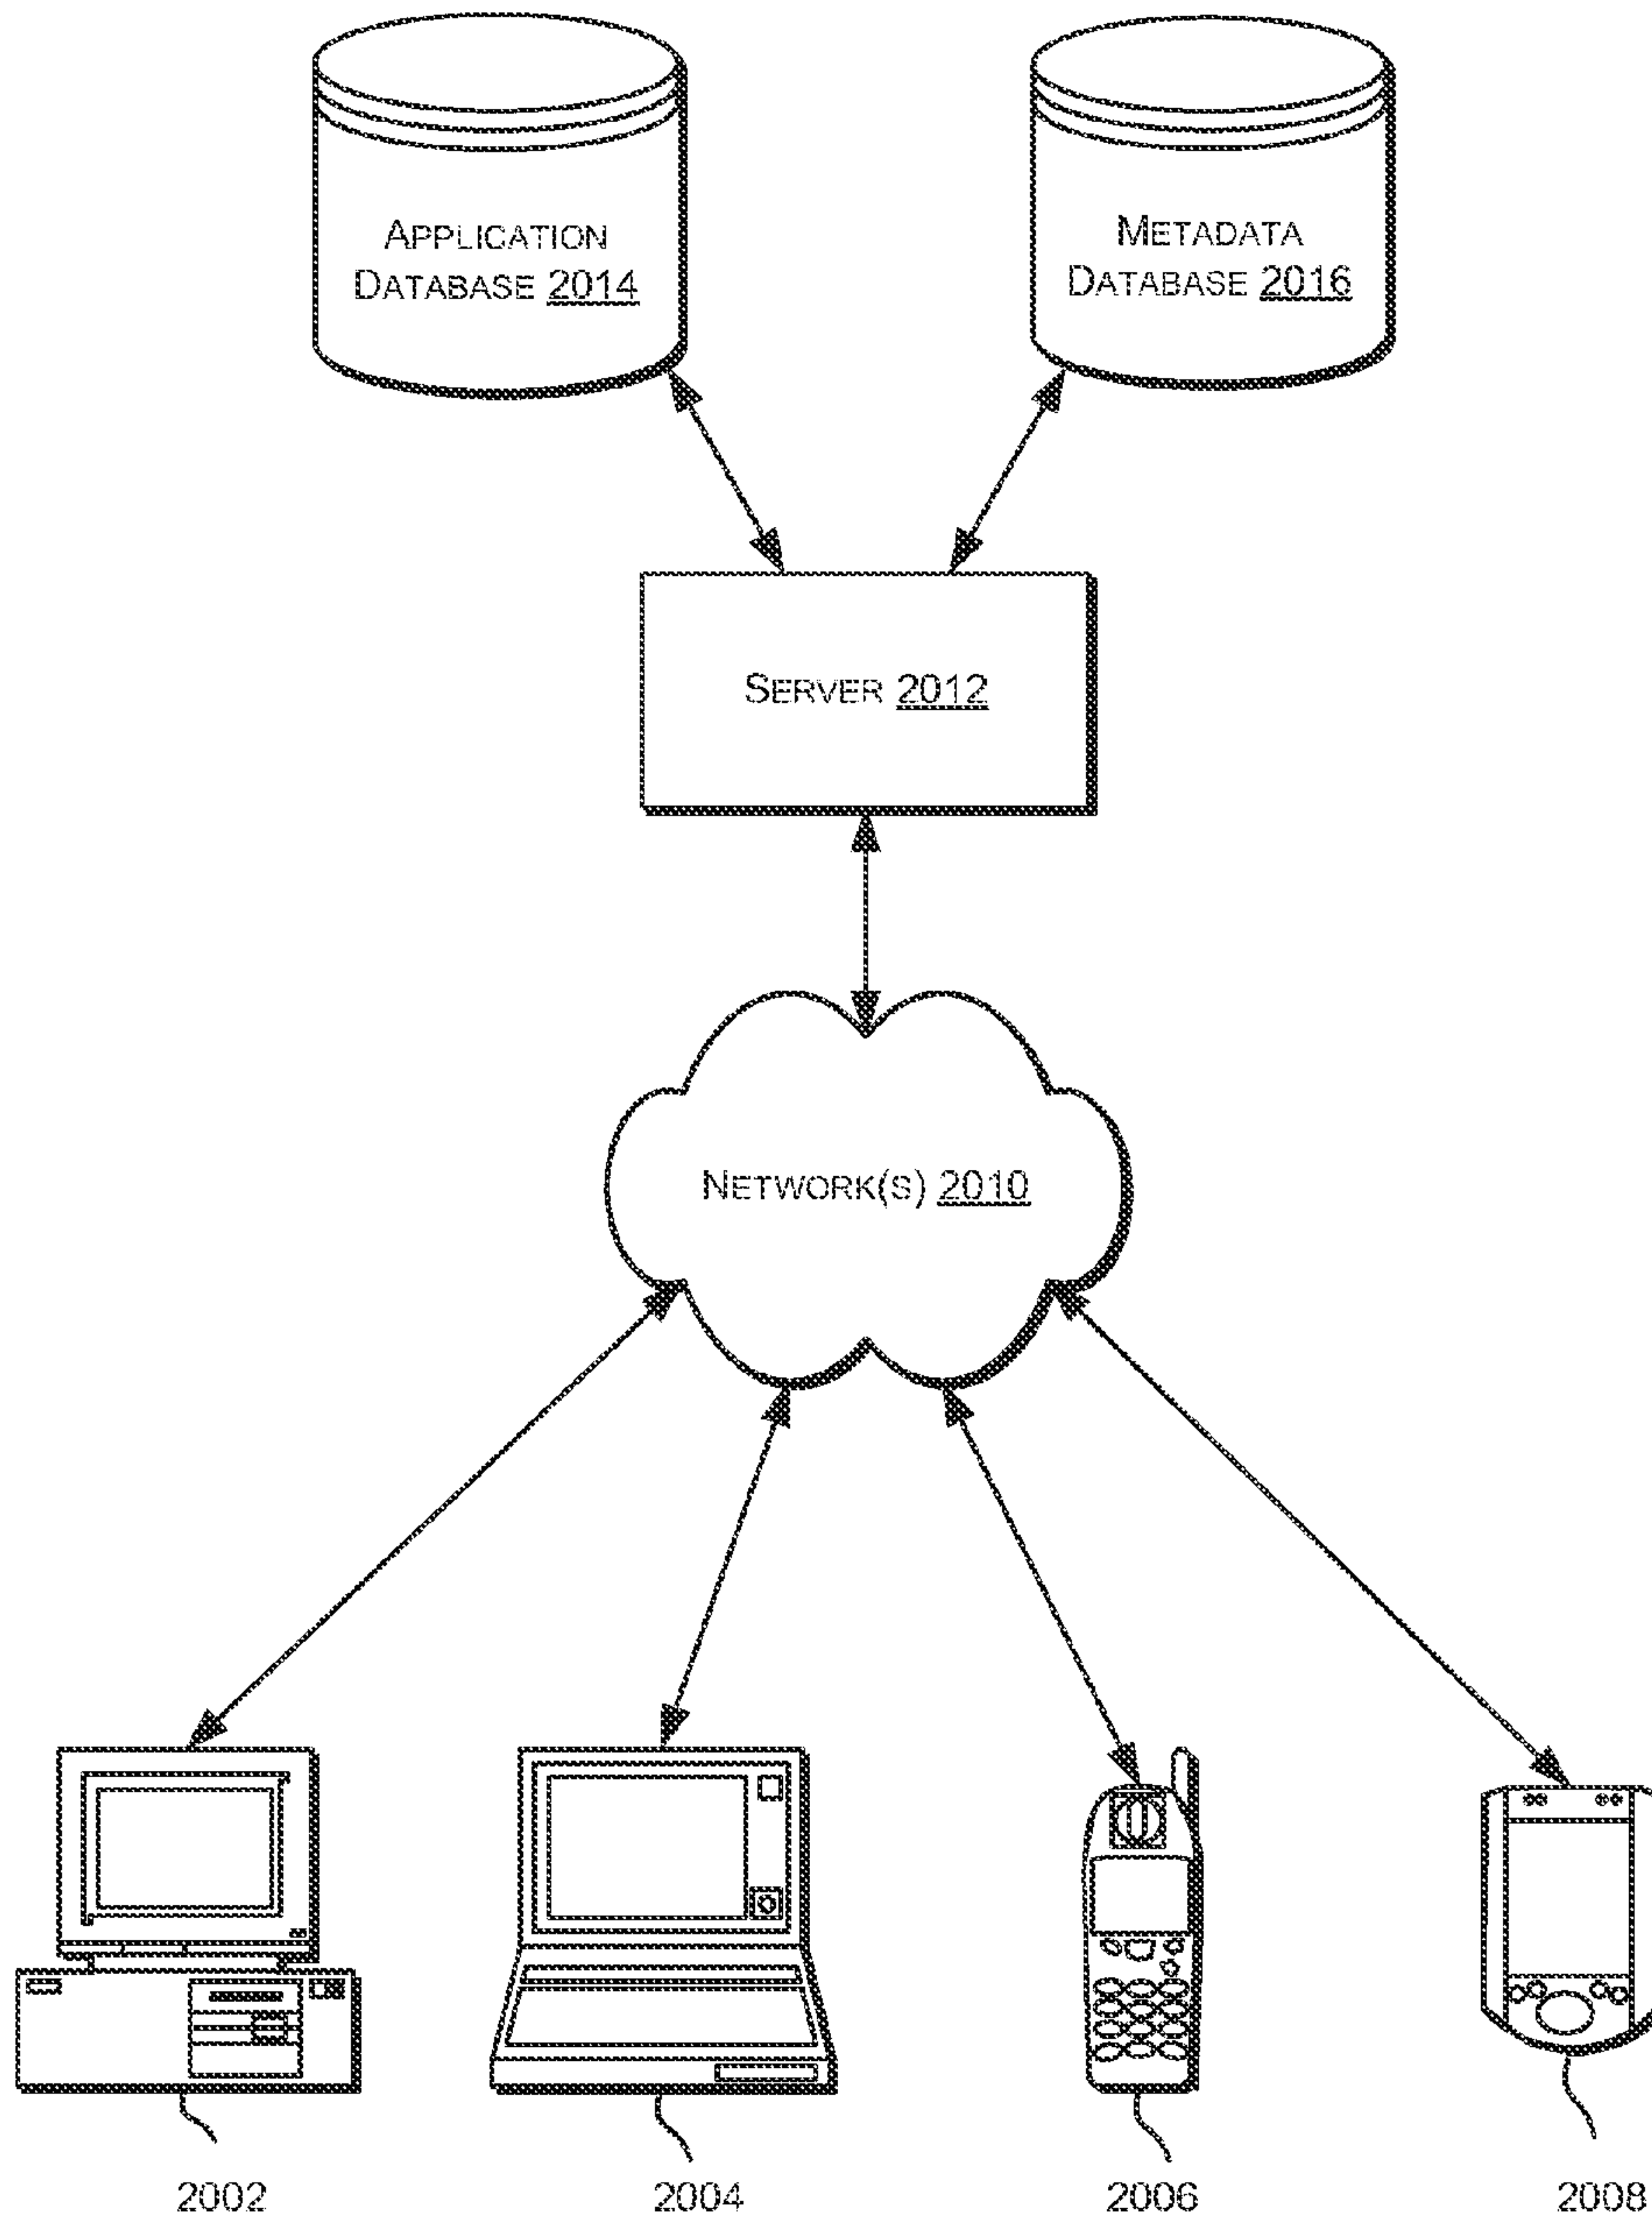 APPLICATION
DATABASE 2014
METADATA
DATABASE 2016
SERVER 2012
NETWORK(S) 2010
2002
2004
2006
2008